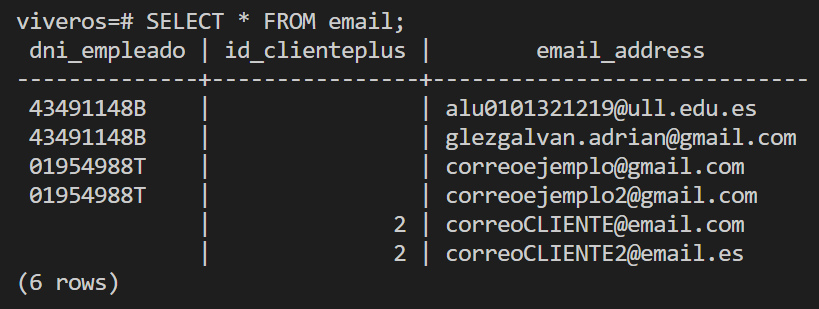 viveros=# SELECT * FROM email;
 dni_empleado | id_clienteplus |        email_address
--------------+----------------+-----------------------------
 43491148B    |                | alu0101321219@ull.edu.es
 43491148B    |                | glezgalvan.adrian@gmail.com
 01954988T    |                | correoejemplo@gmail.com
 01954988T    |                | correoejemplo2@gmail.com
              |              2 | correoCLIENTE@email.com
              |              2 | correoCLIENTE2@email.es
(6 rows)